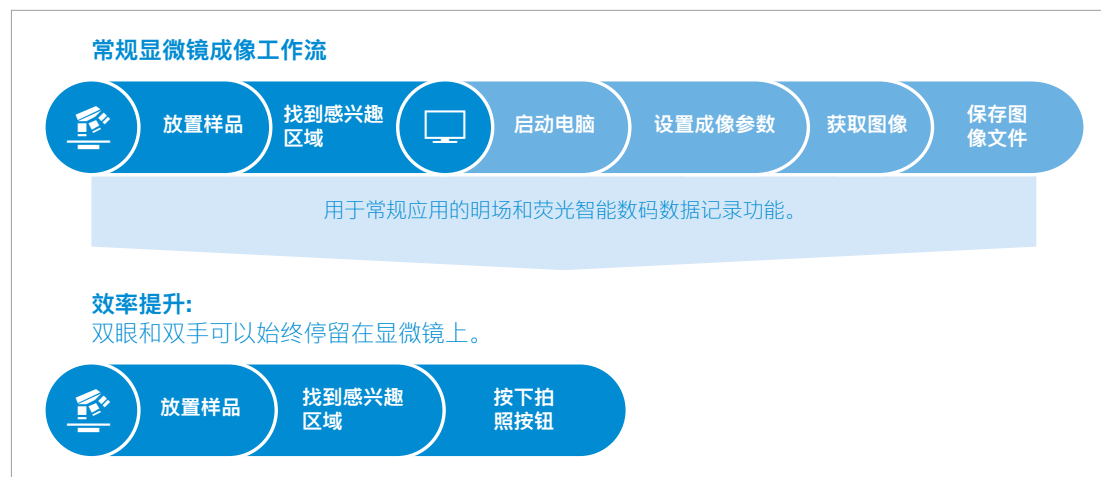 常规显微镜成像工作流
放置样品
找到感兴趣
区域
启动电脑
设置成像参数
获取图像
保存图
像文件
用于常规应用的明场和荧光智能数码数据记录功能。
效率提升:
双眼和双手可以始终停留在显微镜上。
放置样品
找到感兴趣
区域
按下拍
照按钮